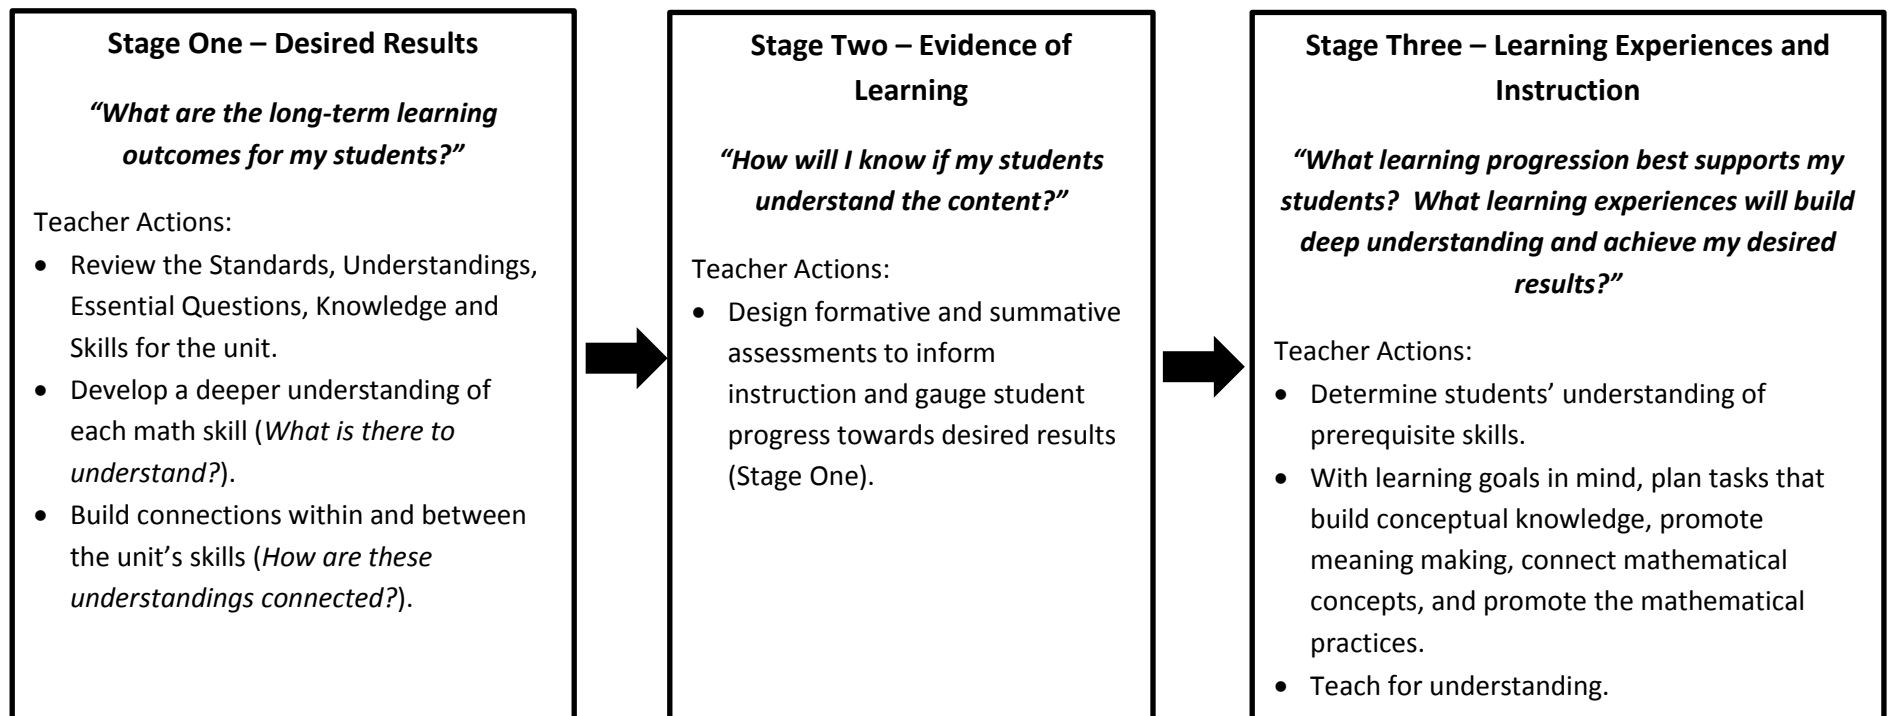 Stage One – Desired Results
“What are the long-term learning
outcomes for my students?”
Teacher Actions:
• Review the Standards, Understandings,
Essential Questions, Knowledge and
Skills for the unit.
• Develop a deeper understanding of
each math skill (What is there to
understand?).
• Build connections within and between
the unit’s skills (How are these
understandings connected?).
Stage Two – Evidence of
Learning
“How will I know if my students
understand the content?”
Teacher Actions:
• Design formative and summative
assessments to inform
instruction and gauge student
progress towards desired results
(Stage One).
Stage Three – Learning Experiences and
Instruction
“What learning progression best supports my
students?  What learning experiences will build
deep understanding and achieve my desired
results?”
Teacher Actions:
• Determine students’ understanding of
prerequisite skills.
• With learning goals in mind, plan tasks that
build conceptual knowledge, promote
meaning making, connect mathematical
concepts, and promote the mathematical
practices.
• Teach for understanding.